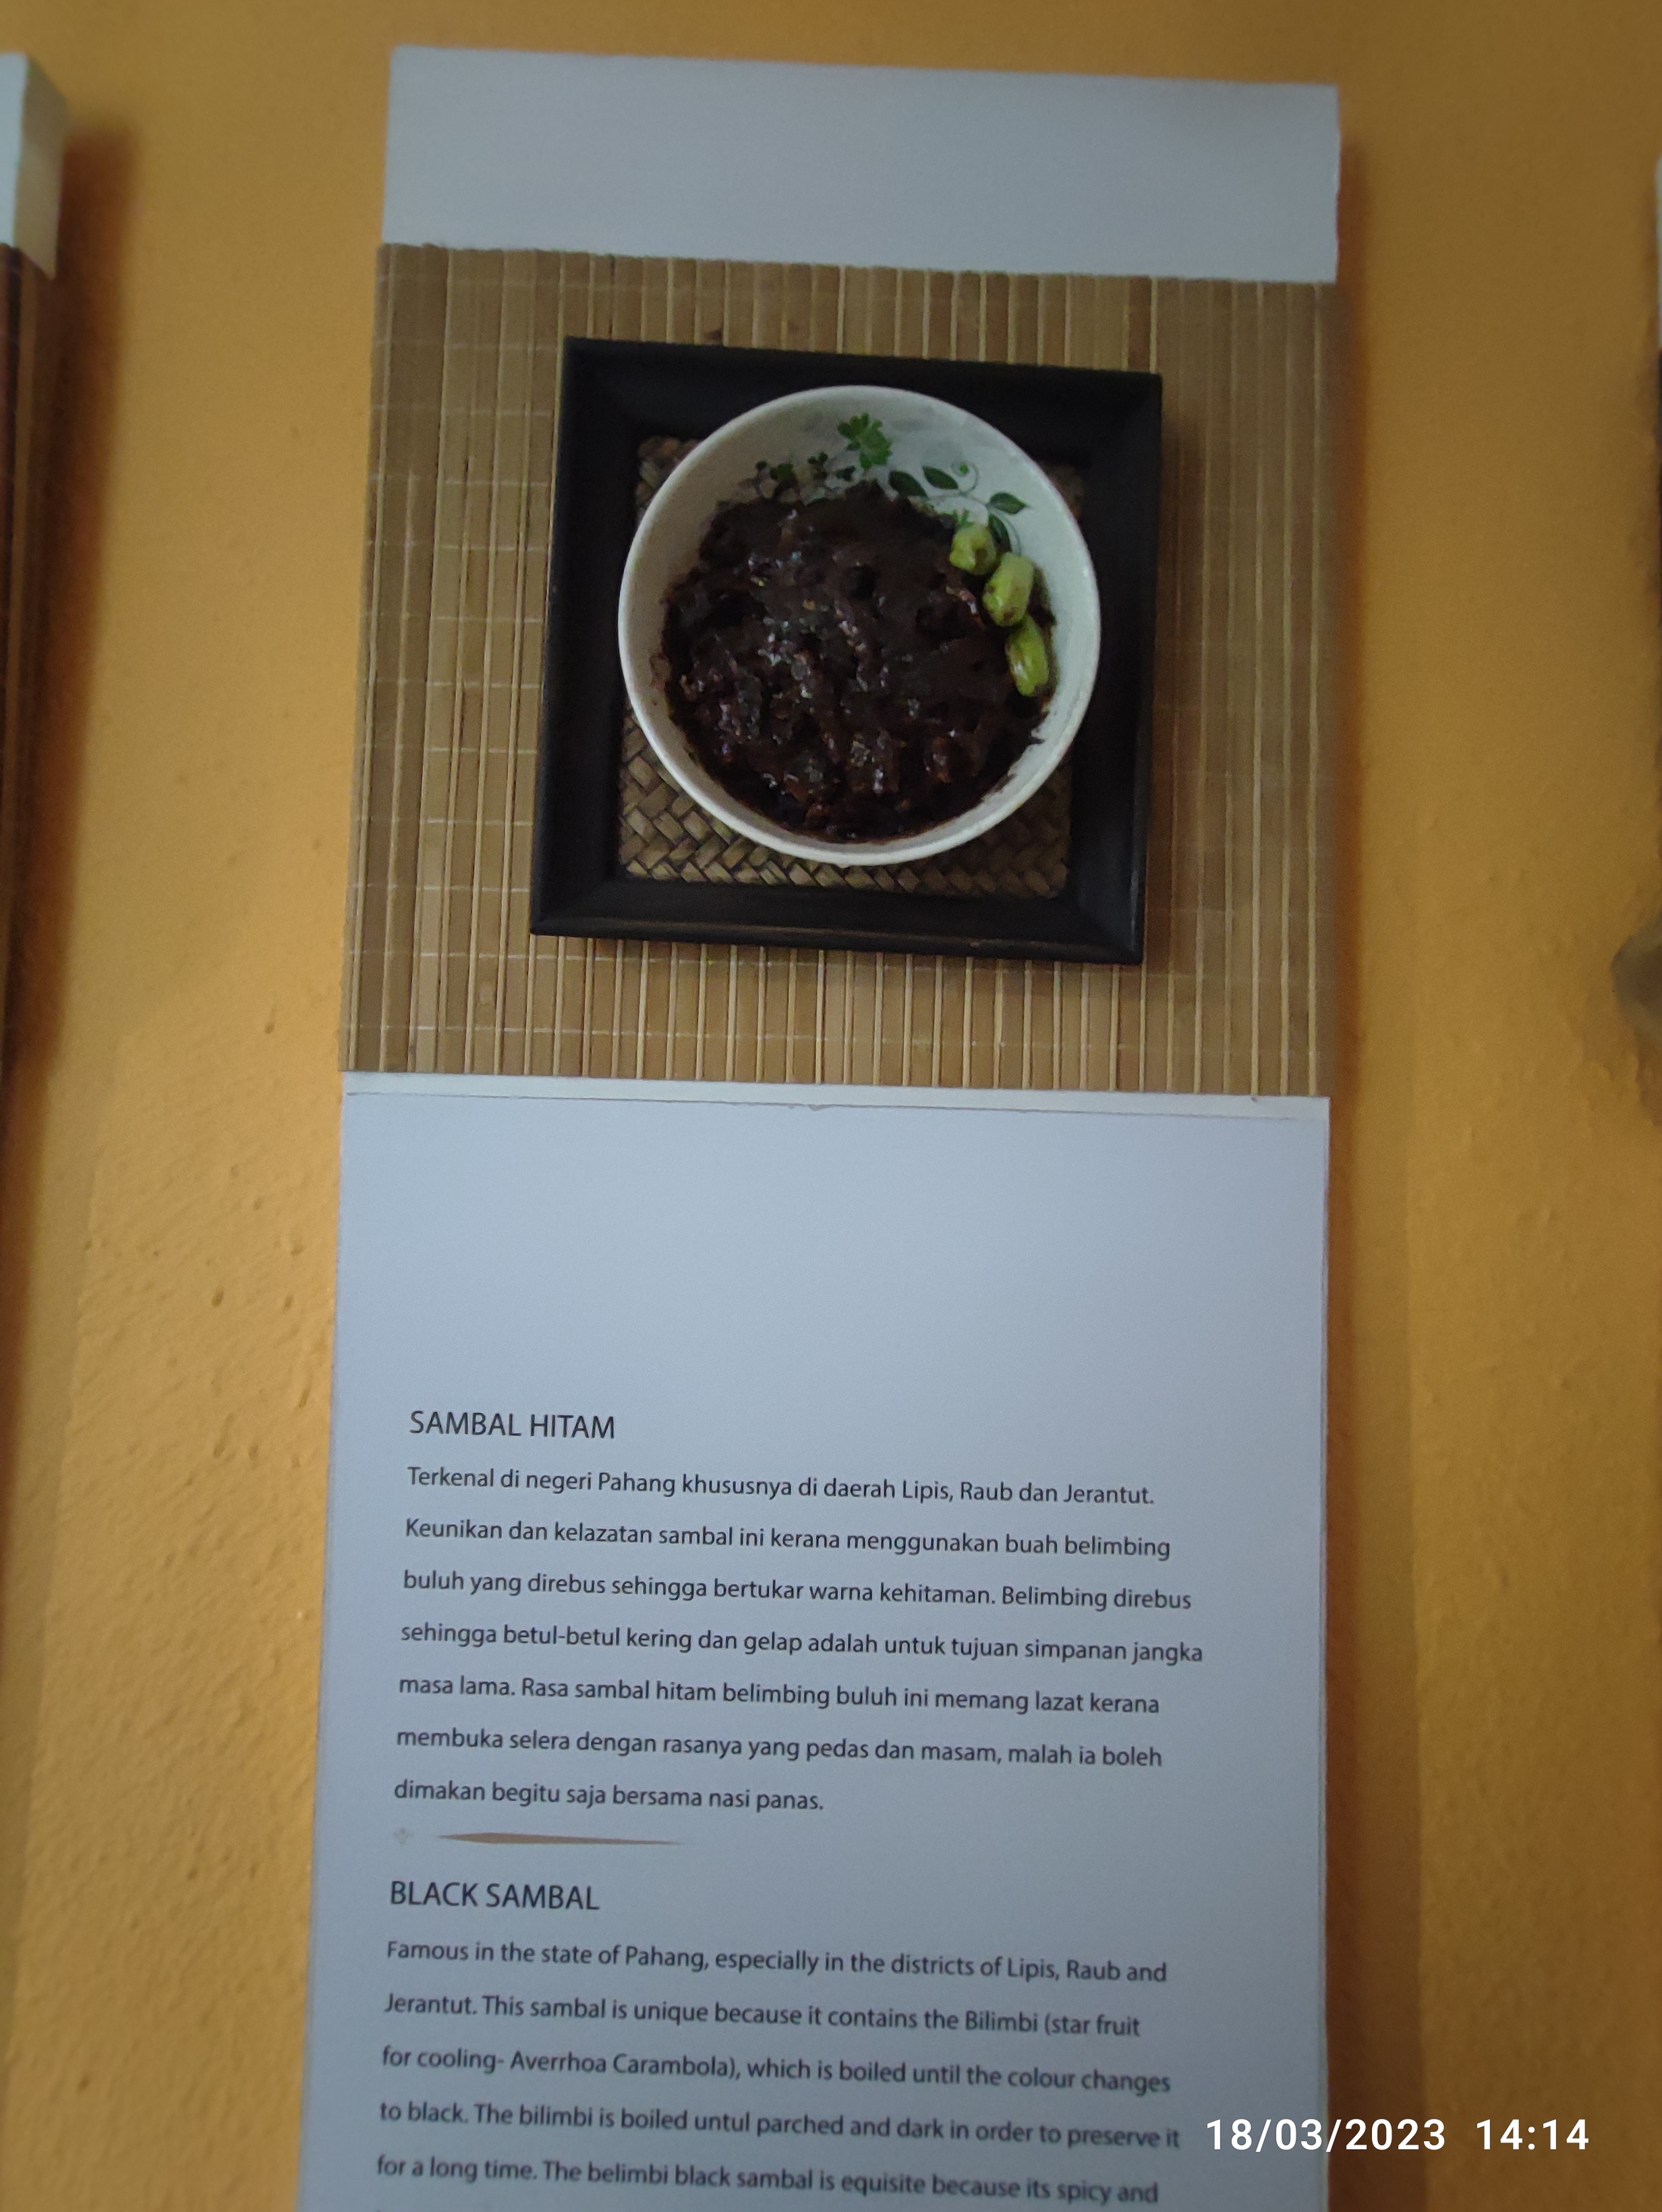 SAMBAL HITAM
Terkenal di negeri Pahang khususnya di daerah Lipis, Raub dan Jerantut.
Keunikan dan kelazatan sambal ini kerana menggunakan buah belimbing
buluh yang direbus sehingga bertukar warna kehitaman. Belimbing direbus
sehingga betul-betul kering dan gelap adalah untuk tujuan simpanan jangka
masa lama. Rasa sambal hitam belimbing buluh ini memang lazat kerana
membuka selera dengan rasanya yang pedas dan masam, malah ia boleh
dimakan begitu saja bersama nasi panas.
BLACK SAMBAL
Famous in the state of Pahang, especially in the districts of Lipis, Raub and
Jerantut. This sambal is unique because it contains the Bilimbi (star fruit
for cooling- Averrhoa Carambola), which is boiled until the colour changes
to black. The bilimbi is boiled untul parched and dark in order to preserve it
for a long time. The belimbi black sambal is equisite because its spicy and
18/03/2023 14:14